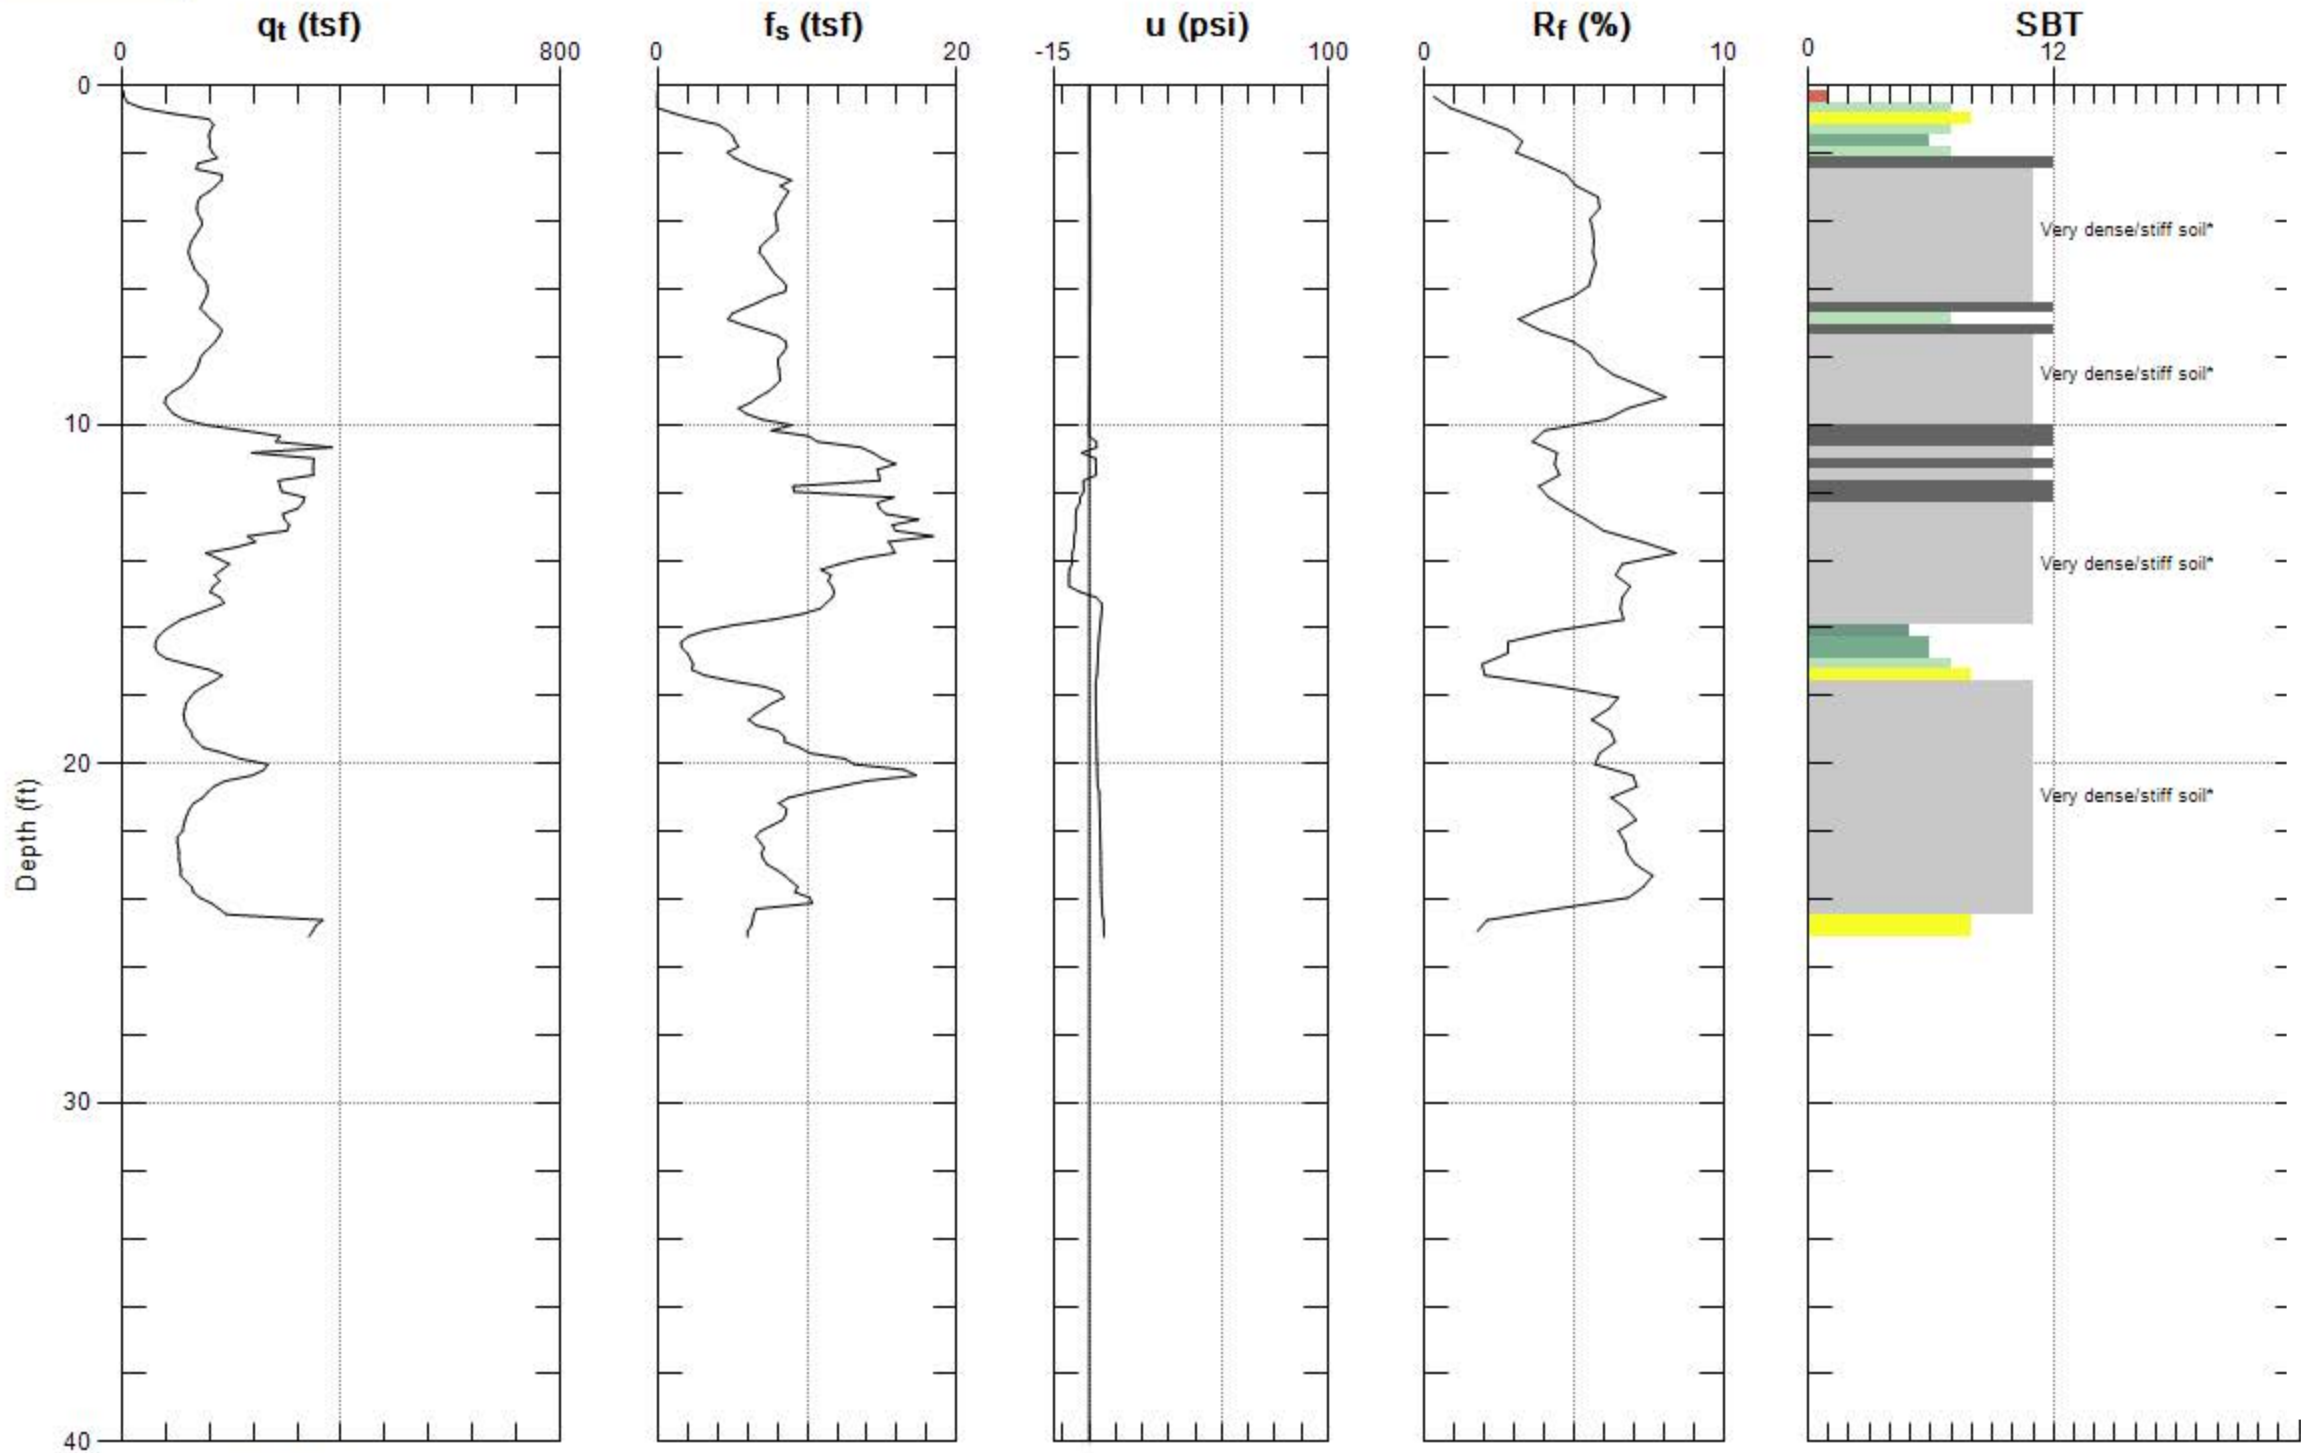 qt (tsf) fs (tsf) u (psi) Rf (%) SBT
0 800 0 20 -15 100 0 10 0 12
0
Very dense/stiff soil*
Very dense/stiff soil*
10
Very dense/stiff soil*
20
Very dense/stiff soil*
Depth (ft)
30
40